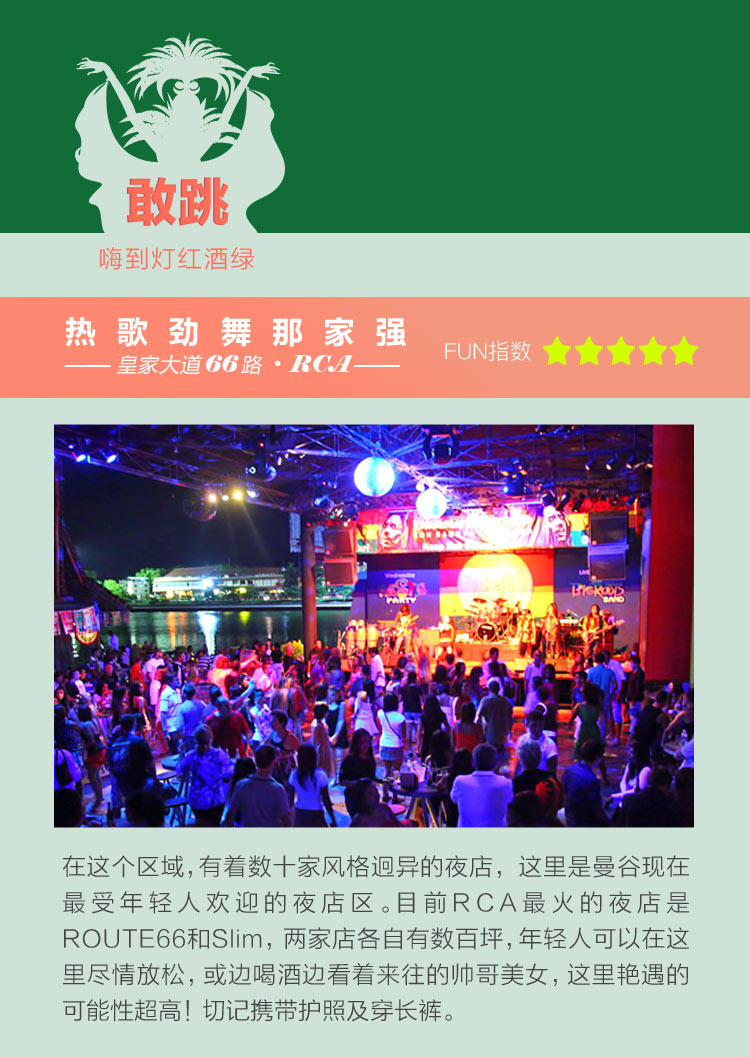 敢跳
嗨到灯红酒绿
热歌劲舞那家强
——皇家大道66路·RCA——
FUN指数
Wednesday
PARTY
LIVE
BIGKOOD
BAND
在这个区域,有着数十家风格迥异的夜店，这里是曼谷现在
最受年轻人欢迎的夜店区。目前RCA最火的夜店是
ROUTE66和Slim，两家店各自有数百坪,年轻人可以在这
里尽情放松，或边喝酒边看着来往的帅哥美女，这里艳遇的
可能性超高！切记携带护照及穿长裤。